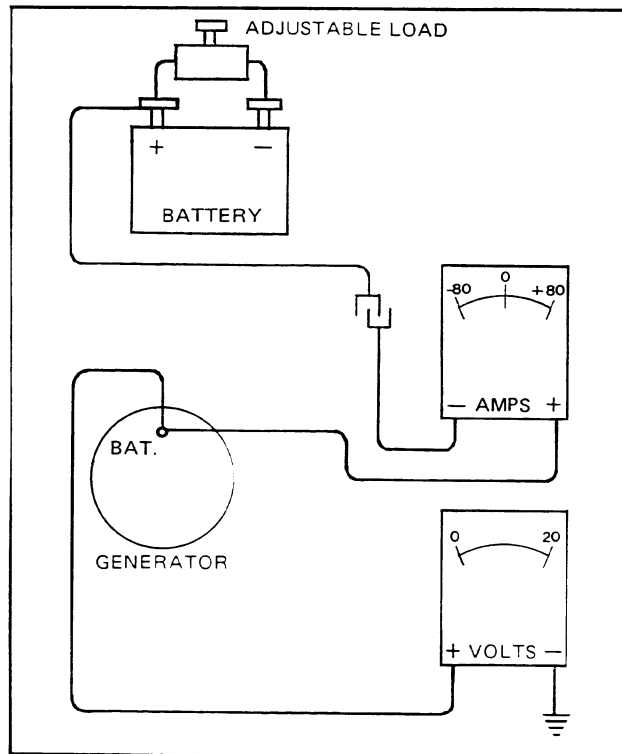 ADJUSTABLE LOAD
+ −
BATTERY
-80 0 +80
− AMPS +
BAT.
GENERATOR
0 20
+ VOLTS −